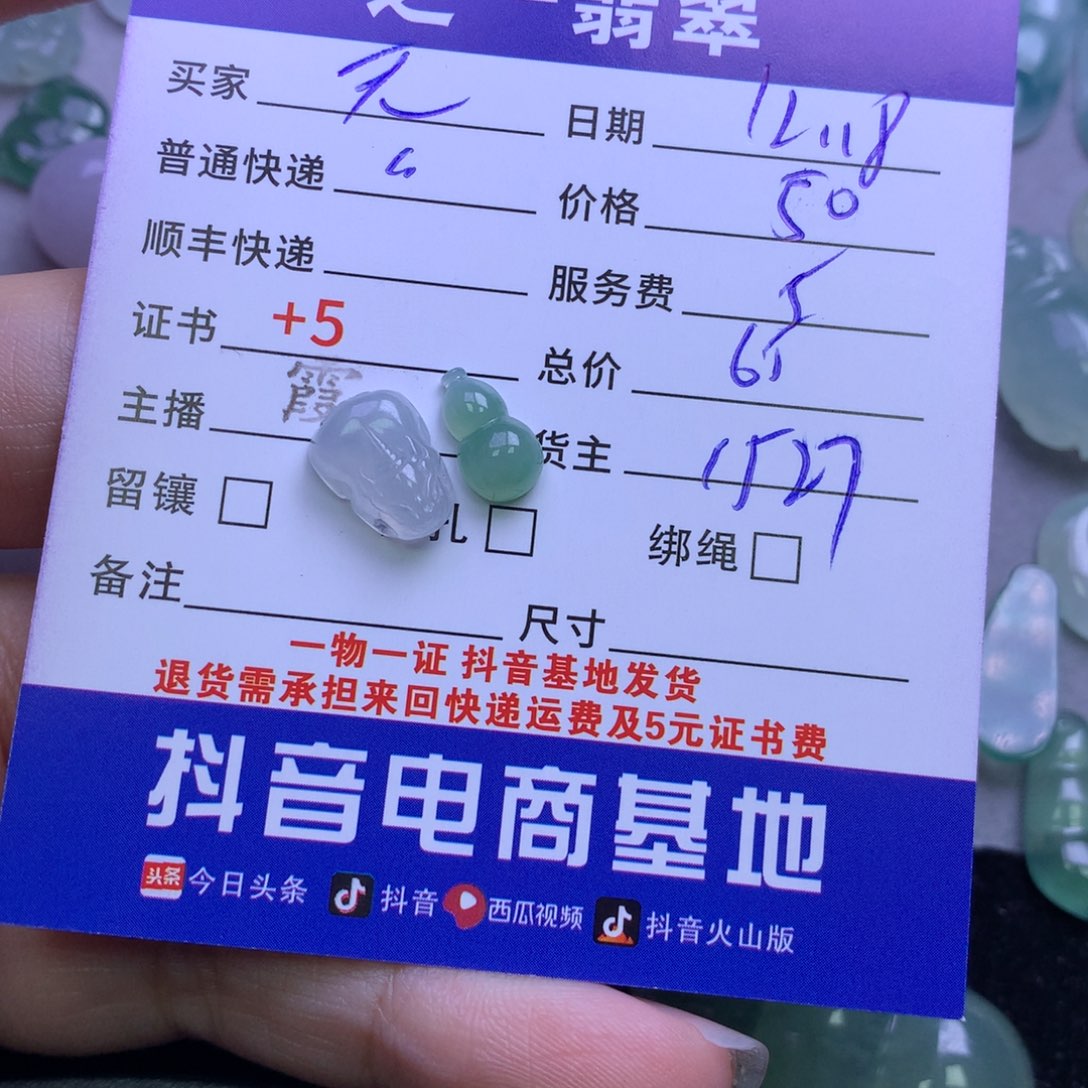 翡翠
买家 日期
普通快递 6 价格 50
顺丰快递 服务费 5
证书 +5 总价 65
主播 霞 货主 1527
留镶 孔 绑绳
备注 尺寸
一物一证 抖音基地发货
退货需承担来回快递运费及5元证书费
抖音电商基地
头条 今日头条 抖音 西瓜视频 抖音火山版